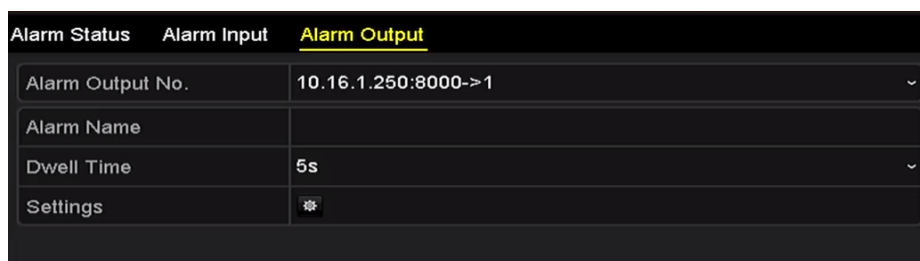 Alarm Status Alarm Input Alarm Output
Alarm Output No. 10.16.1.250:8000->1
Alarm Name
Dwell Time 5s
Settings